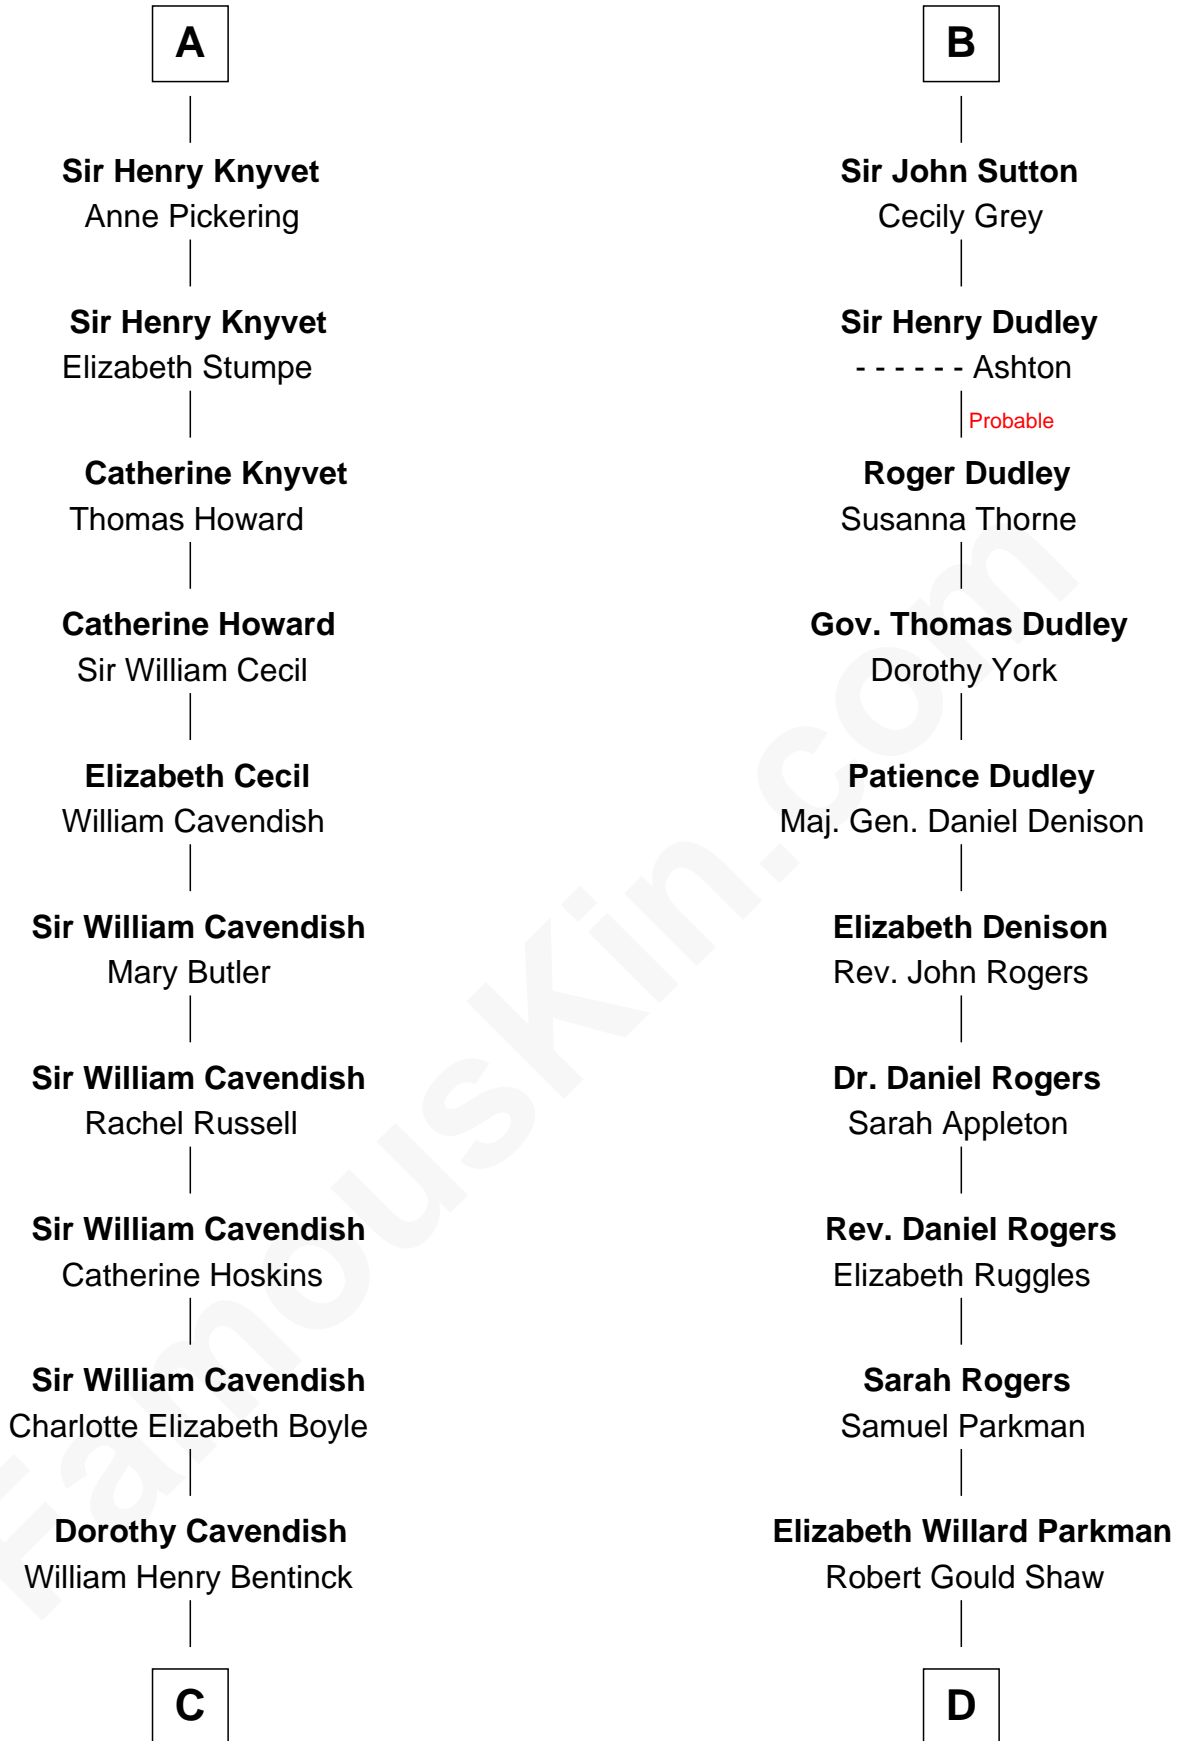 A
Sir Henry Knyvet
Anne Pickering
Sir Henry Knyvet
Elizabeth Stumpe
Catherine Knyvet
Thomas Howard
Catherine Howard
Sir William Cecil
Elizabeth Cecil
William Cavendish
Sir William Cavendish
Mary Butler
Sir William Cavendish
Rachel Russell
Sir William Cavendish
Catherine Hoskins
Sir William Cavendish
Charlotte Elizabeth Boyle
Dorothy Cavendish
William Henry Bentinck
C
B
Sir John Sutton
Cecily Grey
Sir Henry Dudley
- - - - - - Ashton
Probable
Roger Dudley
Susanna Thorne
Gov. Thomas Dudley
Dorothy York
Patience Dudley
Maj. Gen. Daniel Denison
Elizabeth Denison
Rev. John Rogers
Dr. Daniel Rogers
Sarah Appleton
Rev. Daniel Rogers
Elizabeth Ruggles
Sarah Rogers
Samuel Parkman
Elizabeth Willard Parkman
Robert Gould Shaw
D
FamousKin.com